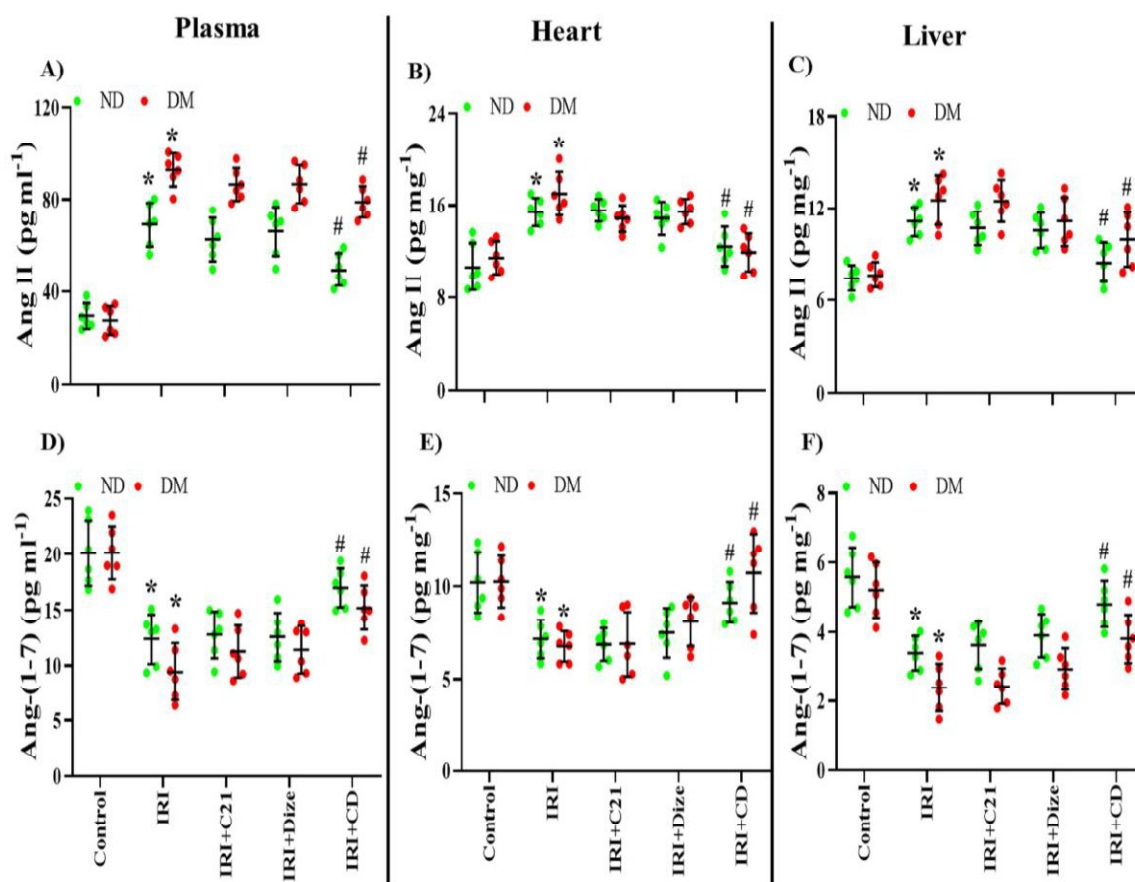 Plasma
Heart
Liver
A)
ND DM
Ang II (pg ml⁻¹)
120
80
40
0
*
*
#
#
B)
ND DM
Ang II (pg mg⁻¹)
24
16
8
0
*
*
#
#
C)
ND DM
Ang II (pg mg⁻¹)
18
12
6
0
*
*
#
#
D)
ND DM
Ang-(1-7) (pg ml⁻¹)
25
20
15
10
5
0
*
*
#
#
Control
IRI
IRI+C21
IRI+Dize
IRI+CD
E)
ND DM
Ang-(1-7) (pg mg⁻¹)
15
10
5
0
*
*
#
#
Control
IRI
IRI+C21
IRI+Dize
IRI+CD
F)
ND DM
Ang-(1-7) (pg mg⁻¹)
8
6
4
2
0
*
*
#
#
Control
IRI
IRI+C21
IRI+Dize
IRI+CD